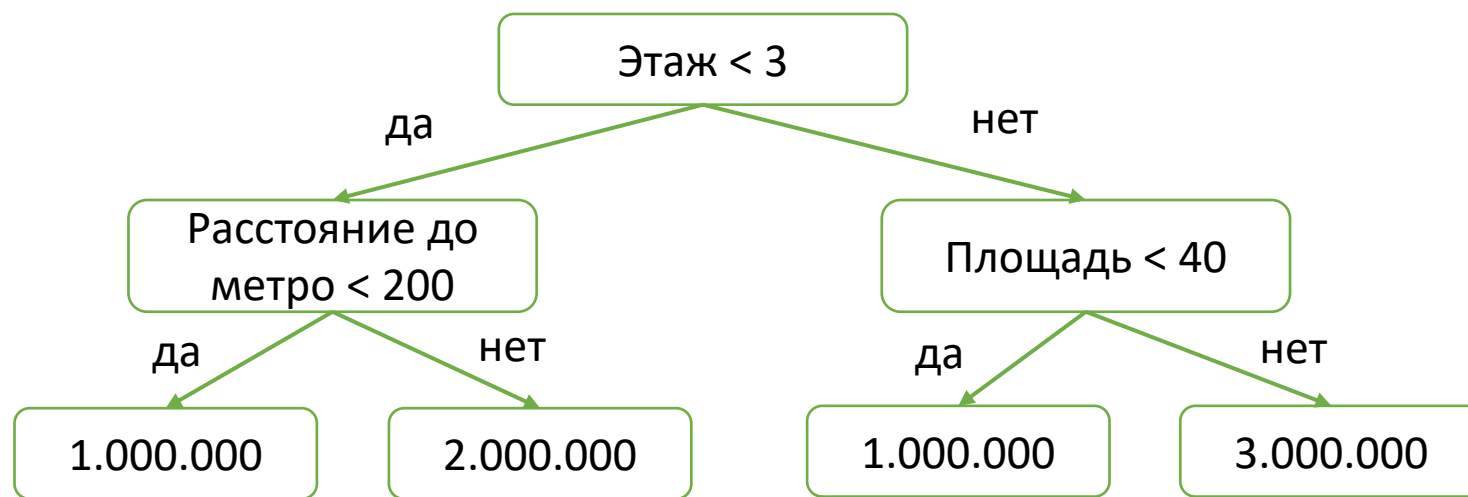 Этаж < 3
да
нет
Расстояние до
метро < 200
Площадь < 40
да
нет
да
нет
1.000.000
2.000.000
1.000.000
3.000.000